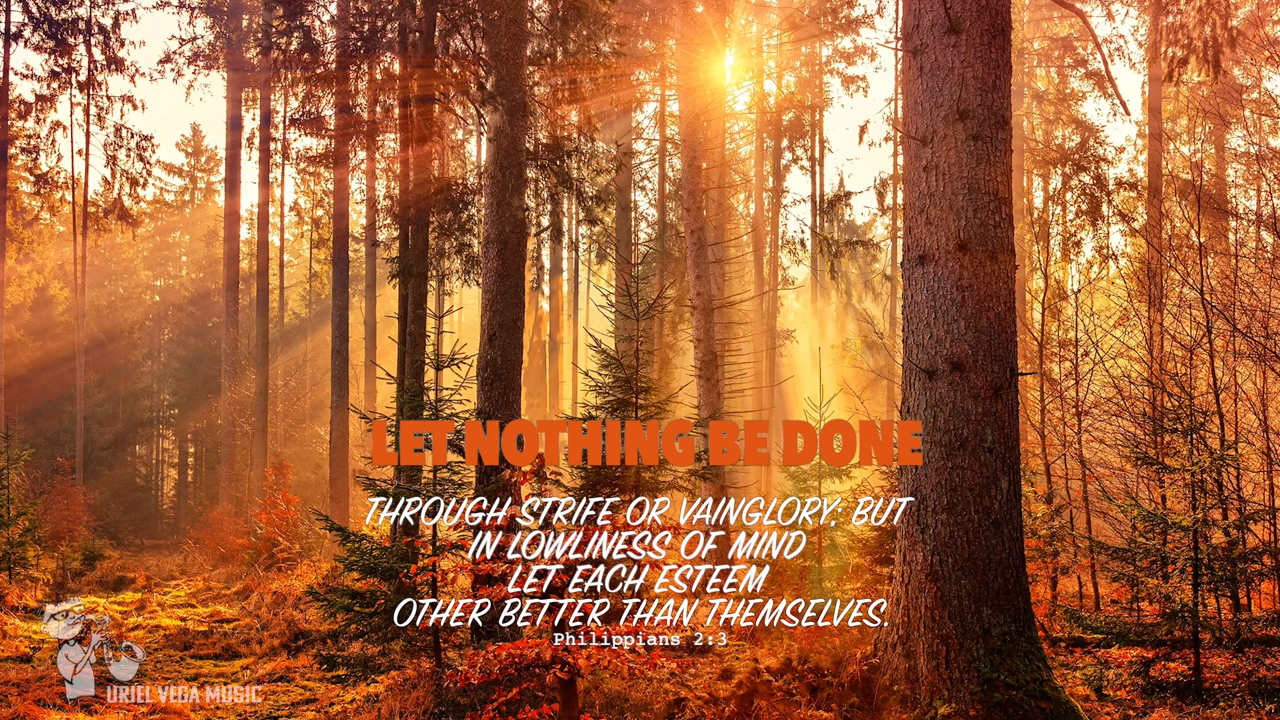 LET NOTHING BE DONE
THROUGH STRIFE OR VAINGLORY; BUT
IN LOWLINESS OF MIND
LET EACH ESTEEM
OTHER BETTER THAN THEMSELVES.
Philippians 2:3
URIEL VEGA MUSIC